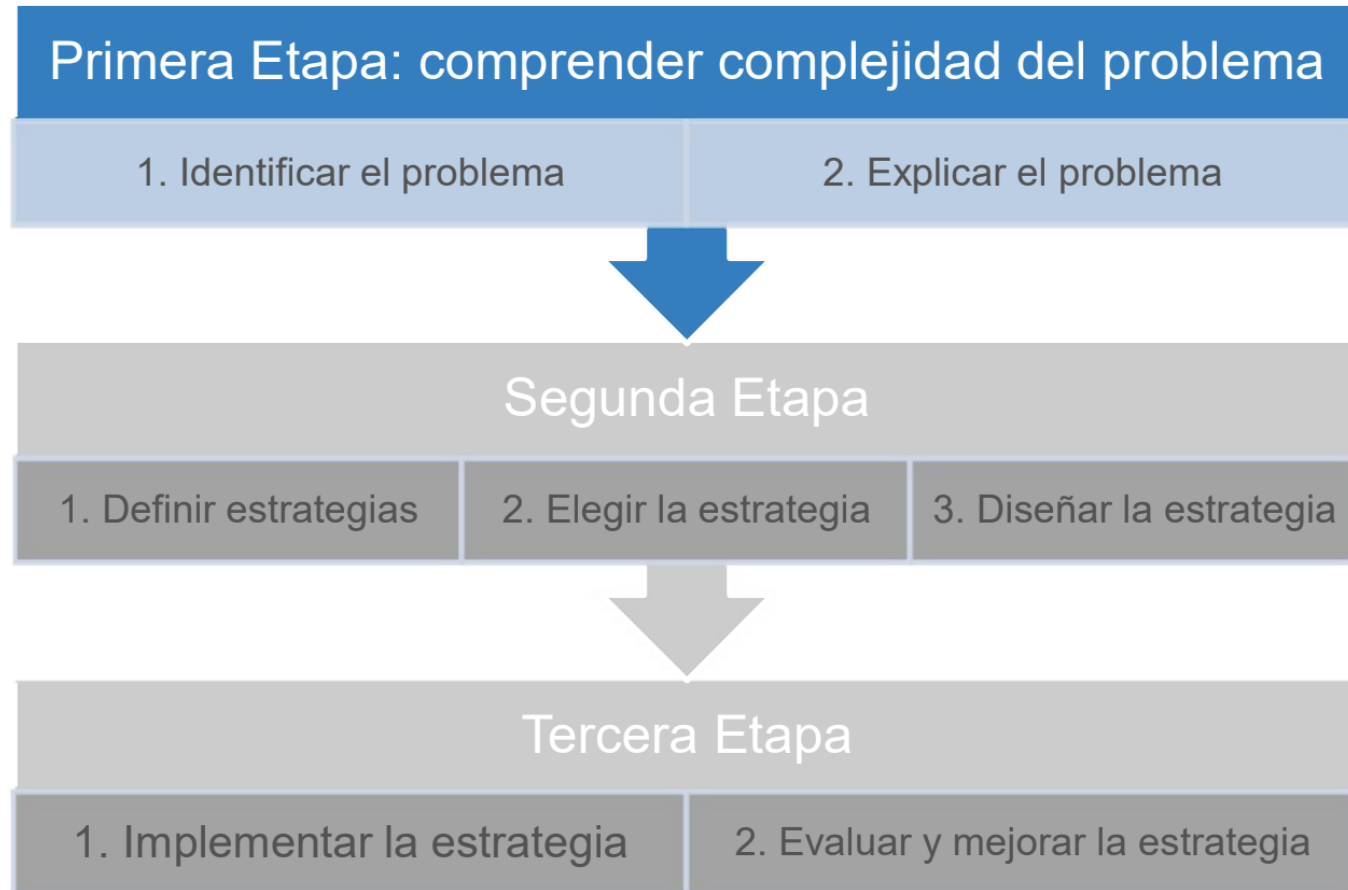 Primera Etapa: comprender complejidad del problema
1. Identificar el problema
2. Explicar el problema
Segunda Etapa
1. Definir estrategias
2. Elegir la estrategia
3. Diseñar la estrategia
Tercera Etapa
1. Implementar la estrategia
2. Evaluar y mejorar la estrategia